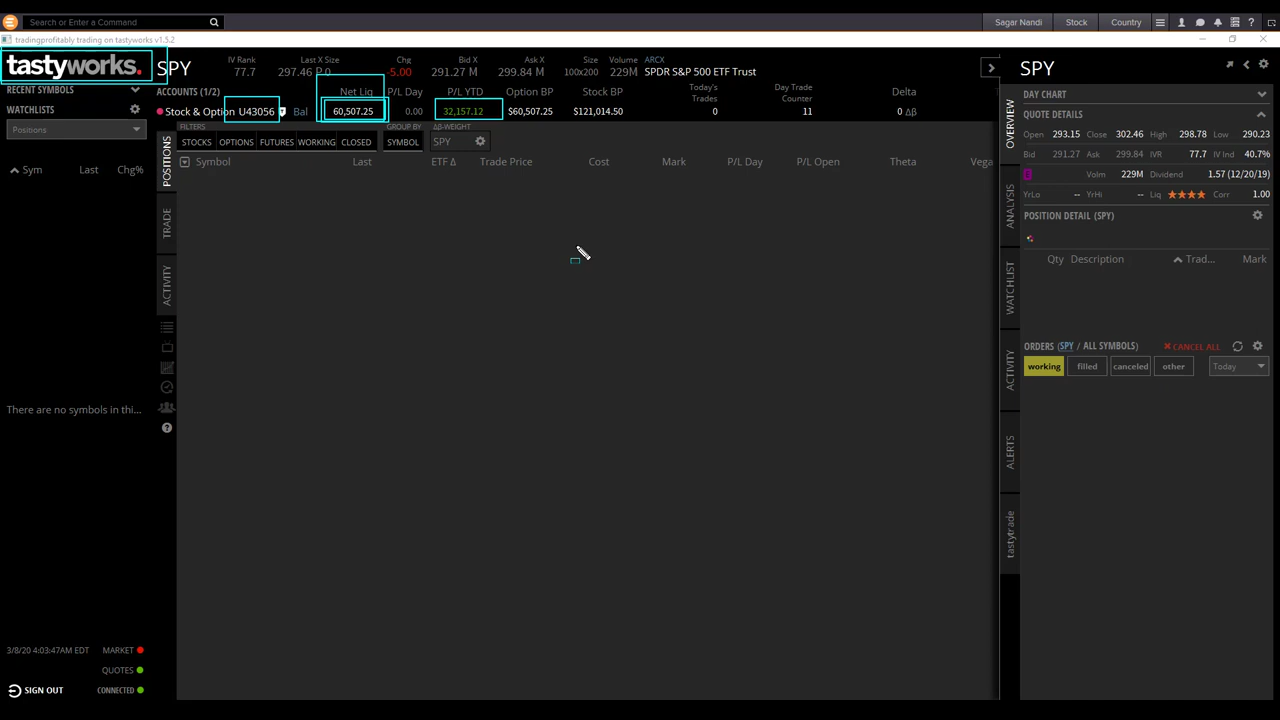 Search or Enter a Command
Sagar Nandi Stock Country
tradingprofitably trading on tastyworks v1.5.2
tastyworks.
RECENT SYMBOLS
WATCHLISTS
Positions
Sym Last Chg%
There are no symbols in thi...
3/8/20 4:03:47AM EDT MARKET
QUOTES
SIGN OUT CONNECTED
SPY
IV Rank Last X Size Chg Bid X Ask X Size Volume ARCX
77.7 297.46 P 0 -5.00 291.27 M 299.84 M 100x200 229M SPDR S&P 500 ETF Trust
ACCOUNTS (1/2) Net Liq P/L Day P/L YTD Option BP Stock BP Today's Trades Day Trade Counter Delta
Stock & Option U43056 Bal 60,507.25 0.00 32,157.12 $60,507.25 $121,014.50 0 11 0 Δβ
FILTERS GROUP BY Δβ-WEIGHT
STOCKS OPTIONS FUTURES WORKING CLOSED SYMBOL SPY
Symbol Last ETF Δ Trade Price Cost Mark P/L Day P/L Open Theta Vega
POSITIONS
TRADE
ACTIVITY
OVERVIEW
ANALYSIS
WATCHLIST
ACTIVITY
ALERTS
tastytrade
SPY
DAY CHART
QUOTE DETAILS
Open 293.15 Close 302.46 High 298.78 Low 290.23
Bid 291.27 Ask 299.84 IVR 77.7 IV Ind 40.7%
E Volm 229M Dividend 1.57 (12/20/19)
YrLo -- YrHi -- Liq ★★★★ Corr 1.00
POSITION DETAIL (SPY)
Qty Description Trad... Mark
ORDERS (SPY / ALL SYMBOLS) CANCEL ALL
working filled canceled other Today